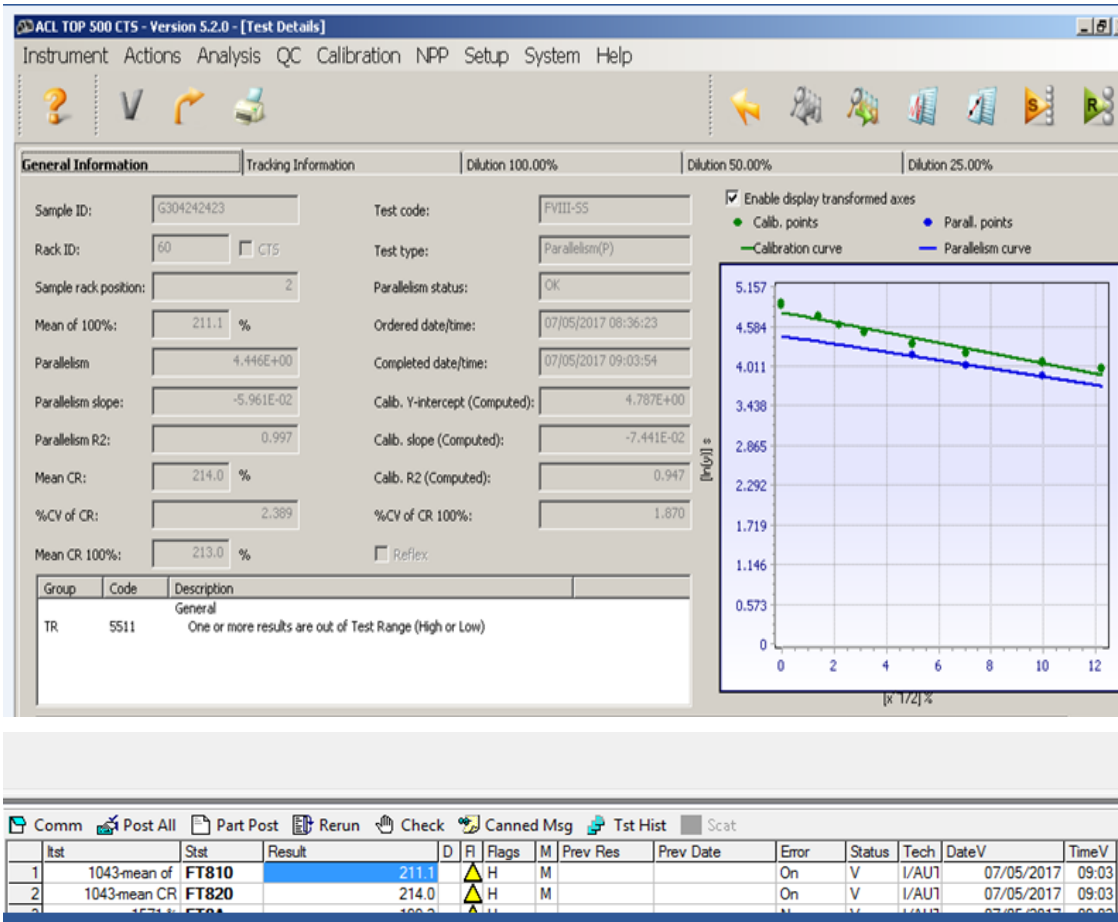 ACL TOP 500 CTS - Version 5.2.0 - [Test Details]
Instrument Actions Analysis QC Calibration NPP Setup System Help
General Information Tracking Information Dilution 100.00% Dilution 50.00% Dilution 25.00%
Sample ID: G304242423 Test code: FVIII-SS
Enable display transformed axes
Calib. points Parall. points
Calibration curve Parallelism curve
Rack ID: 60 CTS Test type: Parallelism(P)
Sample rack position: 2 Parallelism status: OK
Mean of 100%: 211.1 % Ordered date/time: 07/05/2017 08:36:23
Parallelism 4.446E+00 Completed date/time: 07/05/2017 09:03:54
Parallelism slope: -5.961E-02 Calib. Y-intercept (Computed): 4.787E+00
Parallelism R2: 0.997 Calib. slope (Computed): -7.441E-02
Mean CR: 214.0 % Calib. R2 (Computed): 0.947
%CV of CR: 2.389 %CV of CR 100%: 1.870
Mean CR 100%: 213.0 % Reflex
Group Code Description
General
TR 5511 One or more results are out of Test Range (High or Low)
5.157
4.584
4.011
3.438
2.865
2.292
1.719
1.146
0.573
0
[ln(y)] s
0 2 4 6 8 10 12
[x^1/2] %
Comm Post All Part Post Rerun Check Canned Msg Tst Hist Scat
Itst Stst Result D Fl Flags M Prev Res Prev Date Error Status Tech DateV TimeV
1 1043-mean of FT810 211.1 H M On V I/AUT 07/05/2017 09:03
2 1043-mean CR FT820 214.0 H M On V I/AUT 07/05/2017 09:03